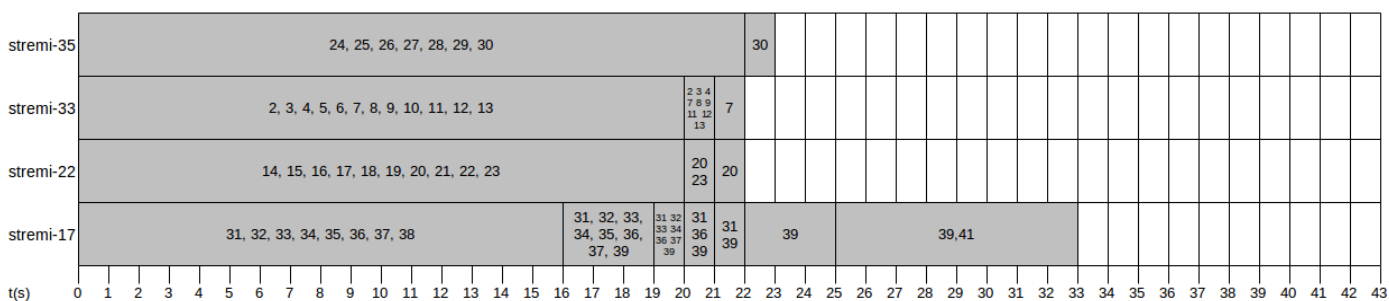 stremi-35
24, 25, 26, 27, 28, 29, 30
30
stremi-33
2, 3, 4, 5, 6, 7, 8, 9, 10, 11, 12, 13
2 3 4
7 8 9
11 12
13
7
stremi-22
14, 15, 16, 17, 18, 19, 20, 21, 22, 23
20
23
20
stremi-17
31, 32, 33, 34, 35, 36, 37, 38
31, 32, 33,
34, 35, 36,
37, 39
31 32
33 34
36 37
39
31
36
39
31
39
39
39,41
t(s) 0 1 2 3 4 5 6 7 8 9 10 11 12 13 14 15 16 17 18 19 20 21 22 23 24 25 26 27 28 29 30 31 32 33 34 35 36 37 38 39 40 41 42 43